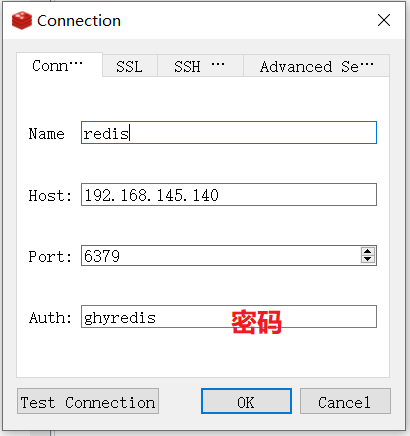 Connection
Conn…
SSL
SSH …
Advanced Se…
Name
redis
Host:
192.168.145.140
Port:
6379
Auth:
ghyredis
密码
Test Connection
OK
Cancel